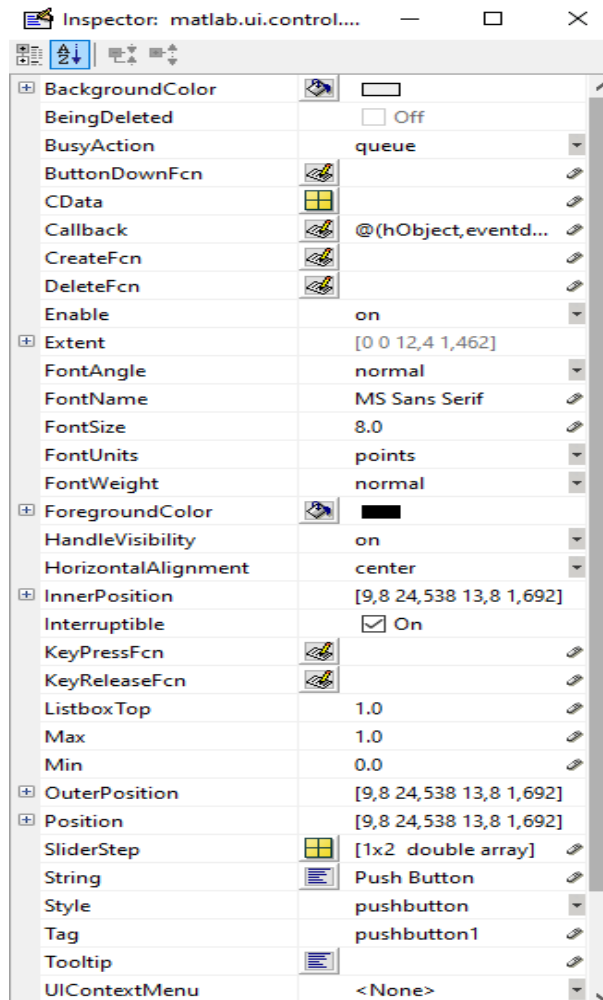 Inspector: matlab.ui.control....
BackgroundColor
BeingDeleted Off
BusyAction queue
ButtonDownFcn
CData
Callback @(hObject,eventd...
CreateFcn
DeleteFcn
Enable on
Extent [0 0 12,4 1,462]
FontAngle normal
FontName MS Sans Serif
FontSize 8.0
FontUnits points
FontWeight normal
ForegroundColor
HandleVisibility on
HorizontalAlignment center
InnerPosition [9,8 24,538 13,8 1,692]
Interruptible On
KeyPressFcn
KeyReleaseFcn
ListboxTop 1.0
Max 1.0
Min 0.0
OuterPosition [9,8 24,538 13,8 1,692]
Position [9,8 24,538 13,8 1,692]
SliderStep [1x2 double array]
String Push Button
Style pushbutton
Tag pushbutton1
Tooltip
UIContextMenu <None>